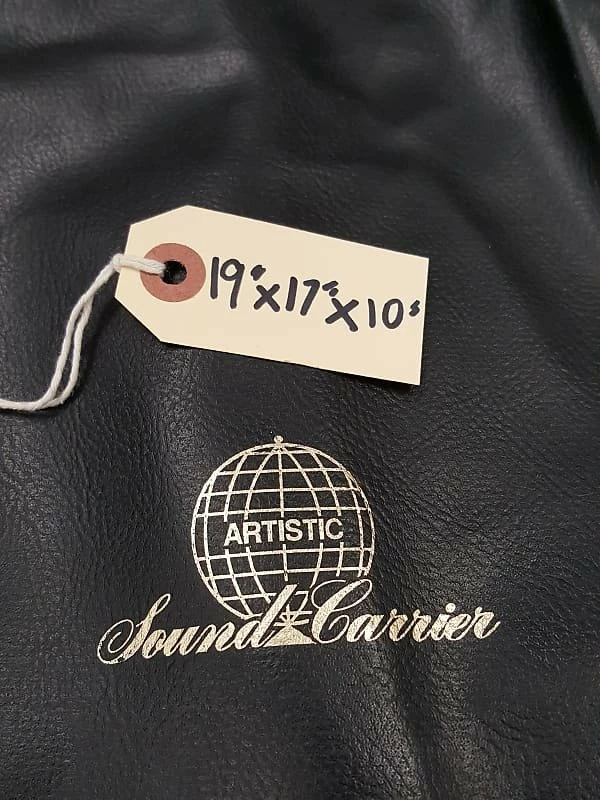 19"x17"x10"
ARTISTIC
Sound Carrier